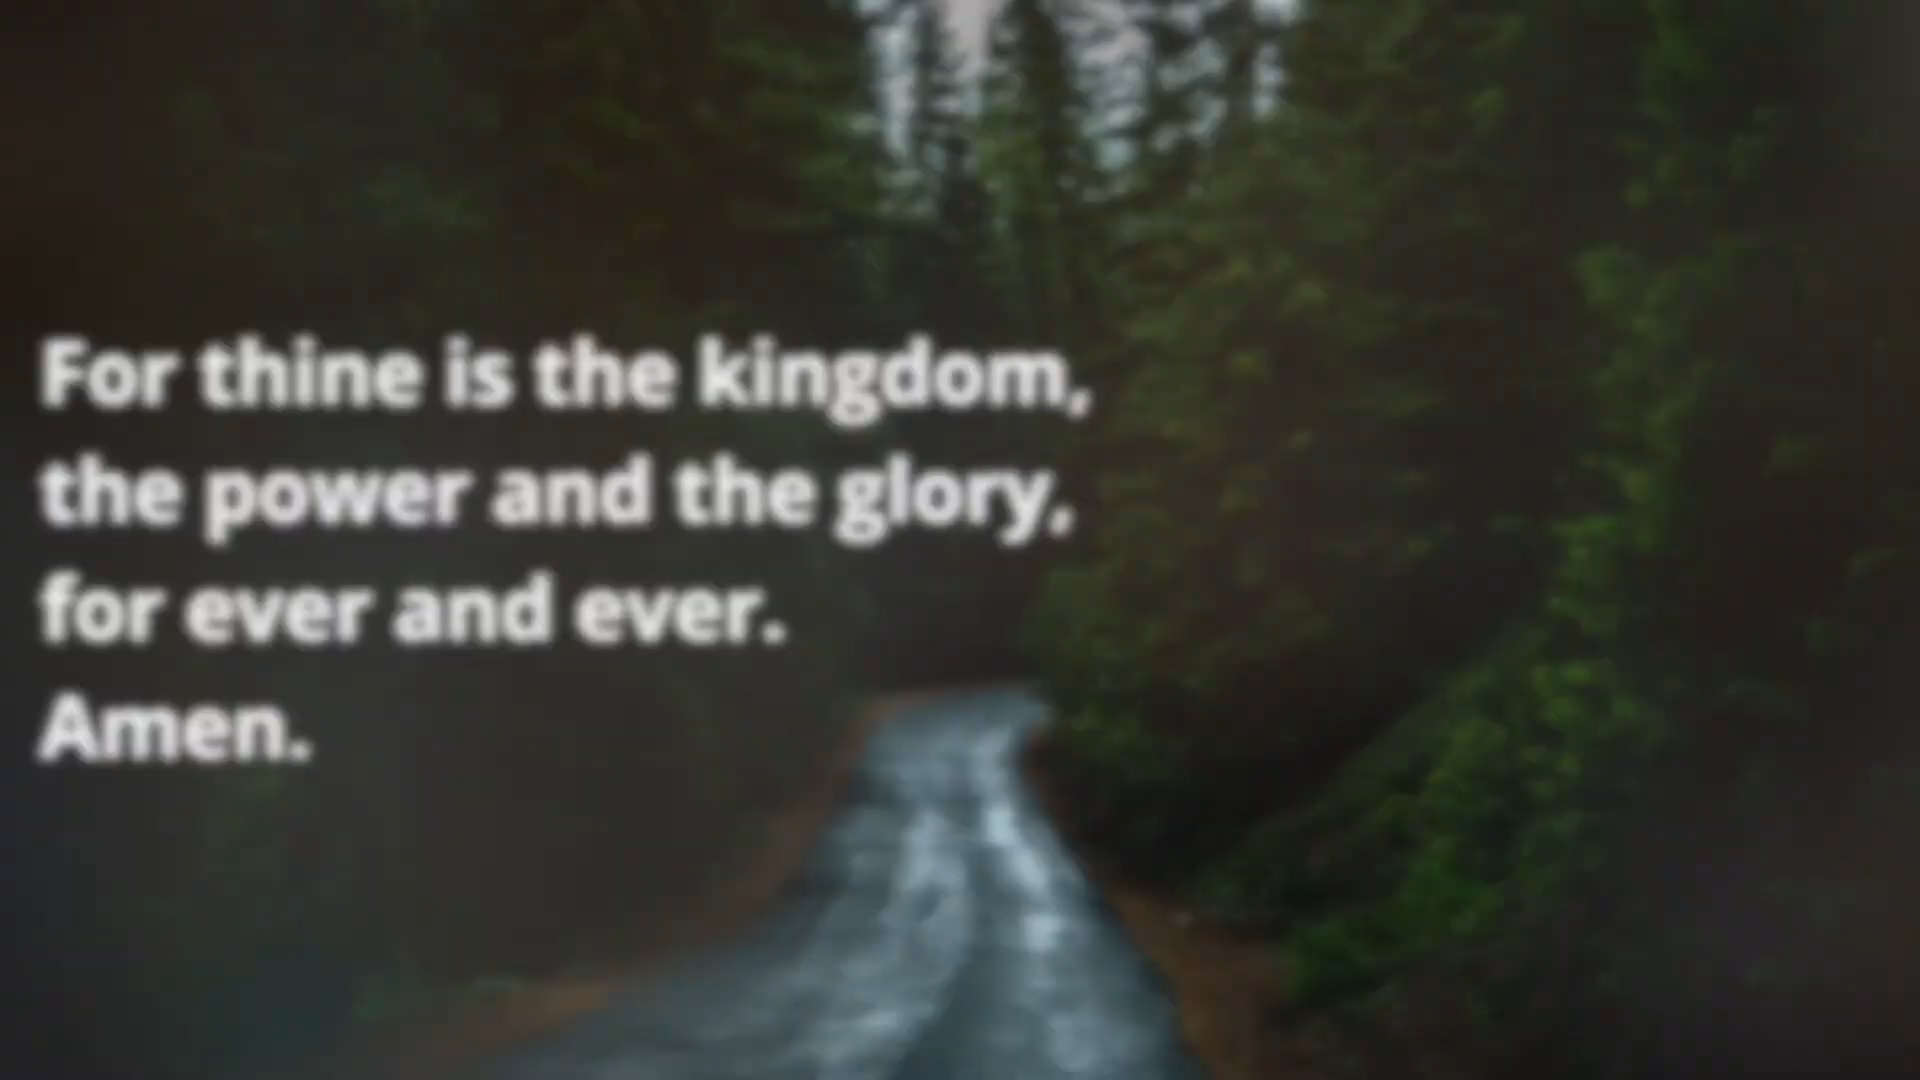 For thine is the kingdom,
the power and the glory,
for ever and ever.
Amen.